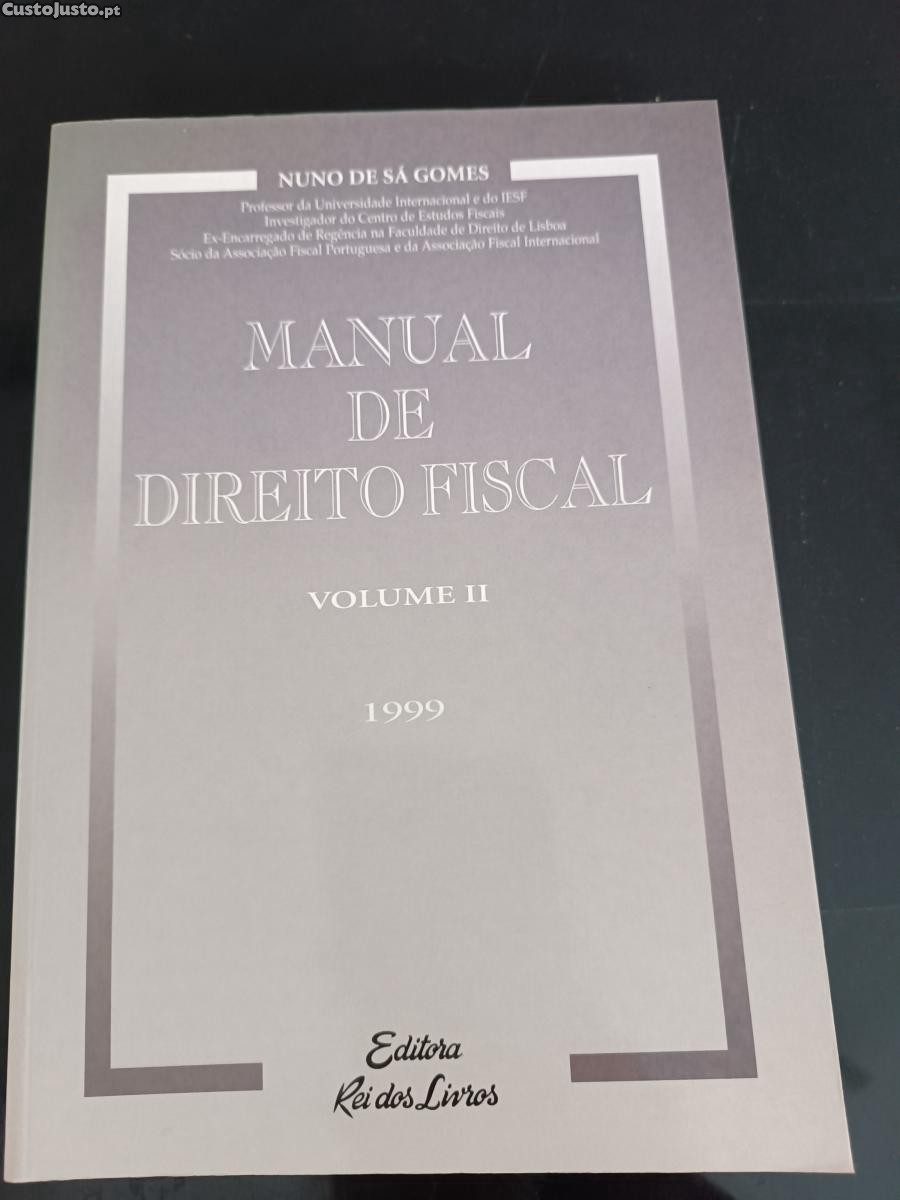 CustoJusto.pt
NUNO DE SÁ GOMES
Professor da Universidade Internacional e do IESF
Investigador do Centro de Estudos Fiscais
Ex-Encarregado de Regência na Faculdade de Direito de Lisboa
Sócio da Associação Fiscal Portuguesa e da Associação Fiscal Internacional
MANUAL
DE
DIREITO FISCAL
VOLUME II
1999
Editora
Rei dos Livros